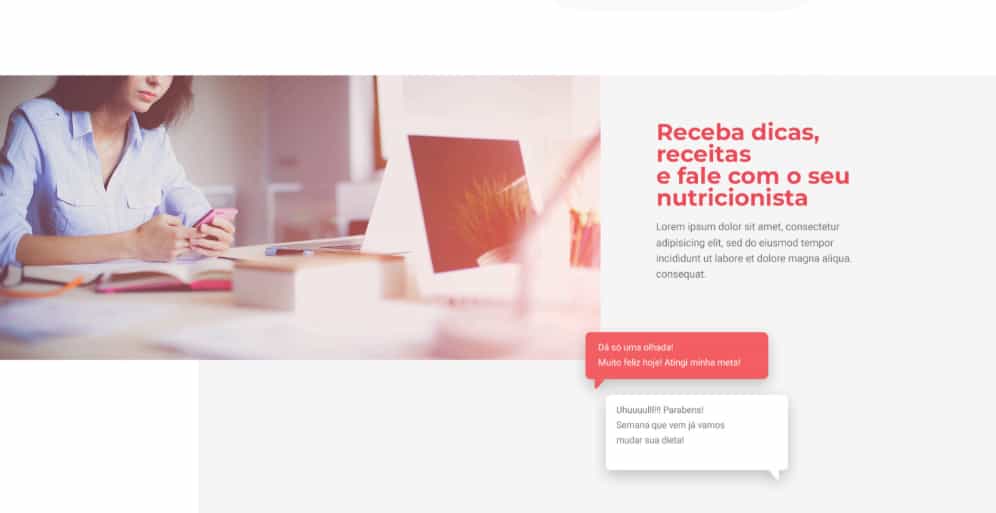 Receba dicas,
receitas
e fale com o seu
nutricionista
Lorem ipsum dolor sit amet, consectetur
adipisicing elit, sed do eiusmod tempor
incididunt ut labore et dolore magna aliqua.
consequat.
Dá só uma olhada!
Muito feliz hoje! Atingi minha meta!
Uhuuuulll!!! Parabens!
Semana que vem já vamos
mudar sua dieta!